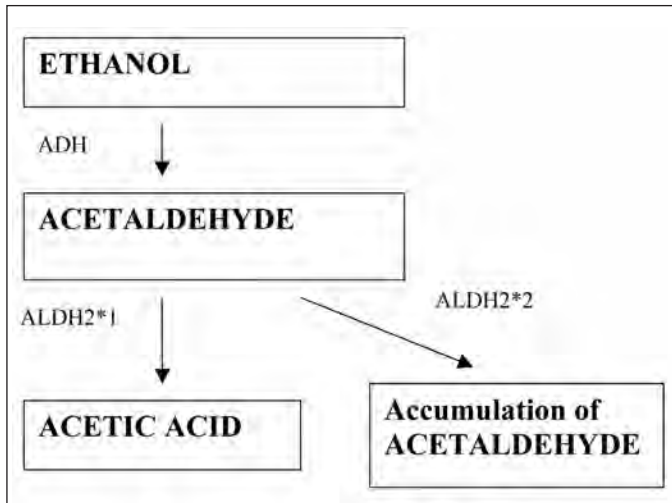 ETHANOL
ADH
ACETALDEHYDE
ALDH2*1
ALDH2*2
ACETIC ACID
Accumulation of
ACETALDEHYDE